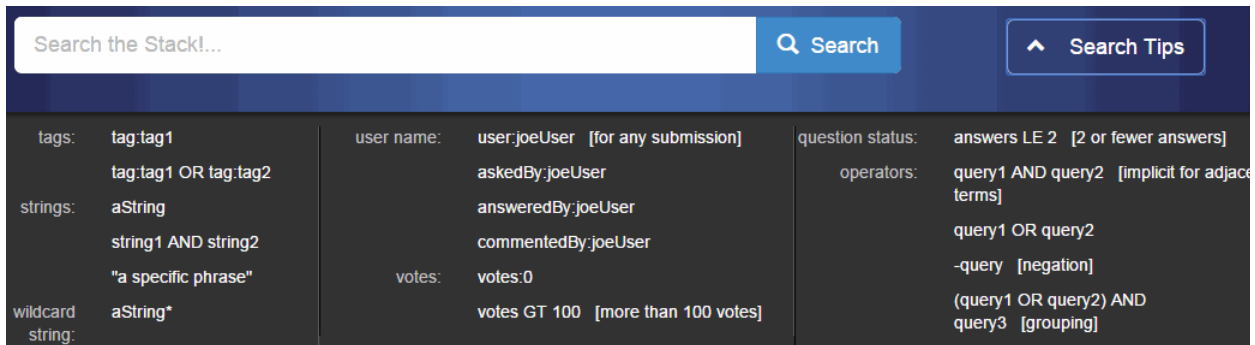 Search the Stack!...
Search
Search Tips
tags: tag:tag1
tag:tag1 OR tag:tag2
strings: aString
string1 AND string2
"a specific phrase"
wildcard string: aString*
user name: user:joeUser [for any submission]
askedBy:joeUser
answeredBy:joeUser
commentedBy:joeUser
votes: votes:0
votes GT 100 [more than 100 votes]
question status: answers LE 2 [2 or fewer answers]
operators: query1 AND query2 [implicit for adjace
terms]
query1 OR query2
-query [negation]
(query1 OR query2) AND
query3 [grouping]